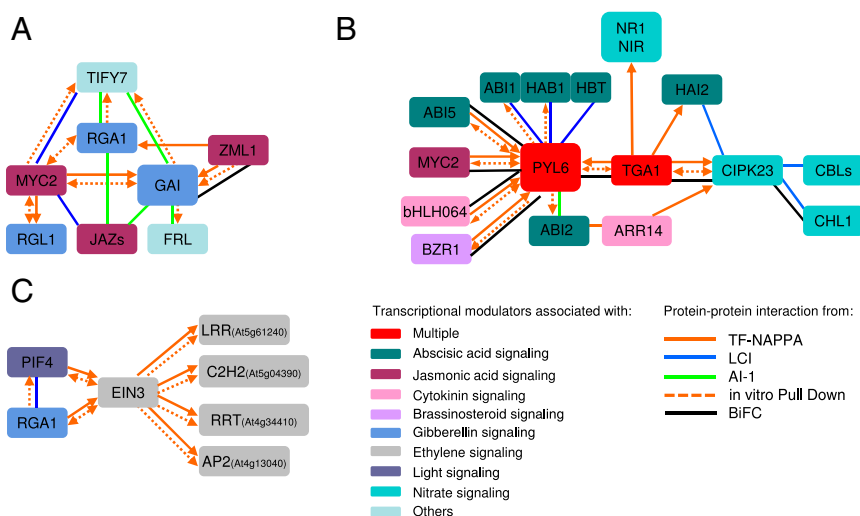 A
TIFY7
RGA1
ZML1
MYC2
GAI
RGL1
JAZs
FRL
B
NR1
NIR
ABI1
HAB1
HBT
HAI2
ABI5
MYC2
PYL6
TGA1
CIPK23
CBLs
bHLH064
CHL1
BZR1
ABI2
ARR14
C
LRR(At5g61240)
PIF4
C2H2(At5g04390)
EIN3
RGA1
RRT(At4g34410)
AP2(At4g13040)
Transcriptional modulators associated with:
Multiple
Abscisic acid signaling
Jasmonic acid signaling
Cytokinin signaling
Brassinosteroid signaling
Gibberellin signaling
Ethylene signaling
Light signaling
Nitrate signaling
Others
Protein-protein interaction from:
TF-NAPPA
LCI
AI-1
in vitro Pull Down
BiFC